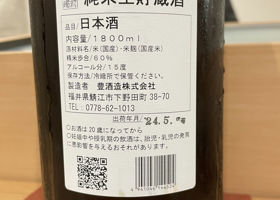 純米生貯蔵酒
品目/日本酒
内容量/1800ml
原材料名/米(国産)・米麹(国産米)
精米歩合/60%
アルコール分/15度
保存方法/冷暗所で保管してください。
製造者 豊酒造株式会社
福井県鯖江市下野田町38-70
TEL. 0778-62-1013
出荷年月/ 24.5.
お酒は20歳になってから
妊娠中や授乳期の飲酒は、胎児・乳児の発育
に悪影響を与えるおそれがあります。